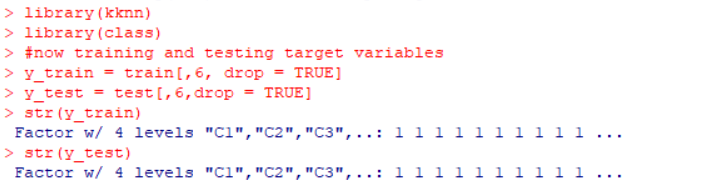 > library(kknn)
> library(class)
> #now training and testing target variables
> y_train = train[,6, drop = TRUE]
> y_test = test[,6,drop = TRUE]
> str(y_train)
 Factor w/ 4 levels "C1","C2","C3",..: 1 1 1 1 1 1 1 1 1 1 ...
> str(y_test)
 Factor w/ 4 levels "C1","C2","C3",..: 1 1 1 1 1 1 1 1 1 1 ...